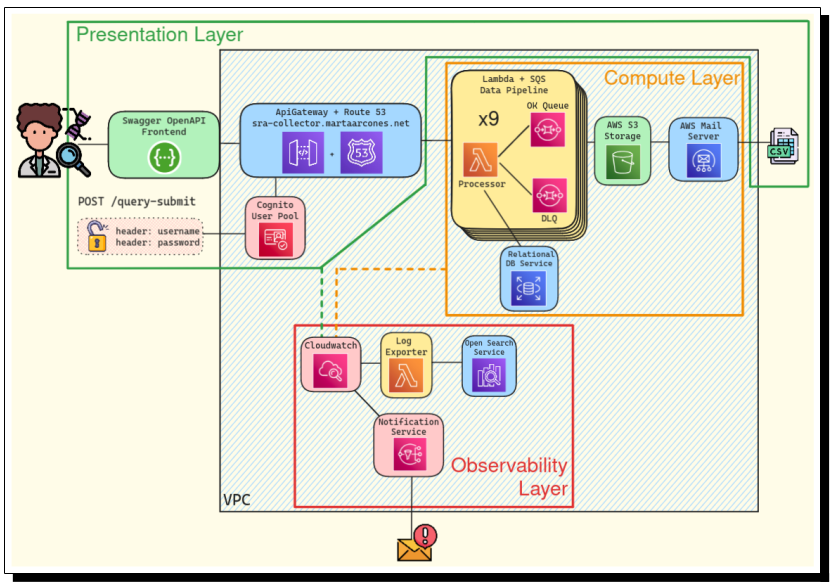 Presentation Layer
Compute Layer
Swagger OpenAPI
Frontend
ApiGateway + Route 53
sra-collector.martaarcones.net
+
53
Lambda + SQS
Data Pipeline
x9
OK Queue
Processor
DLQ
AWS S3
Storage
AWS Mail
Server
CSV
POST /query-submit
header: username
header: password
Cognito
User Pool
Relational
DB Service
Cloudwatch
Log
Exporter
Open Search
Service
Notification
Service
Observability
Layer
VPC